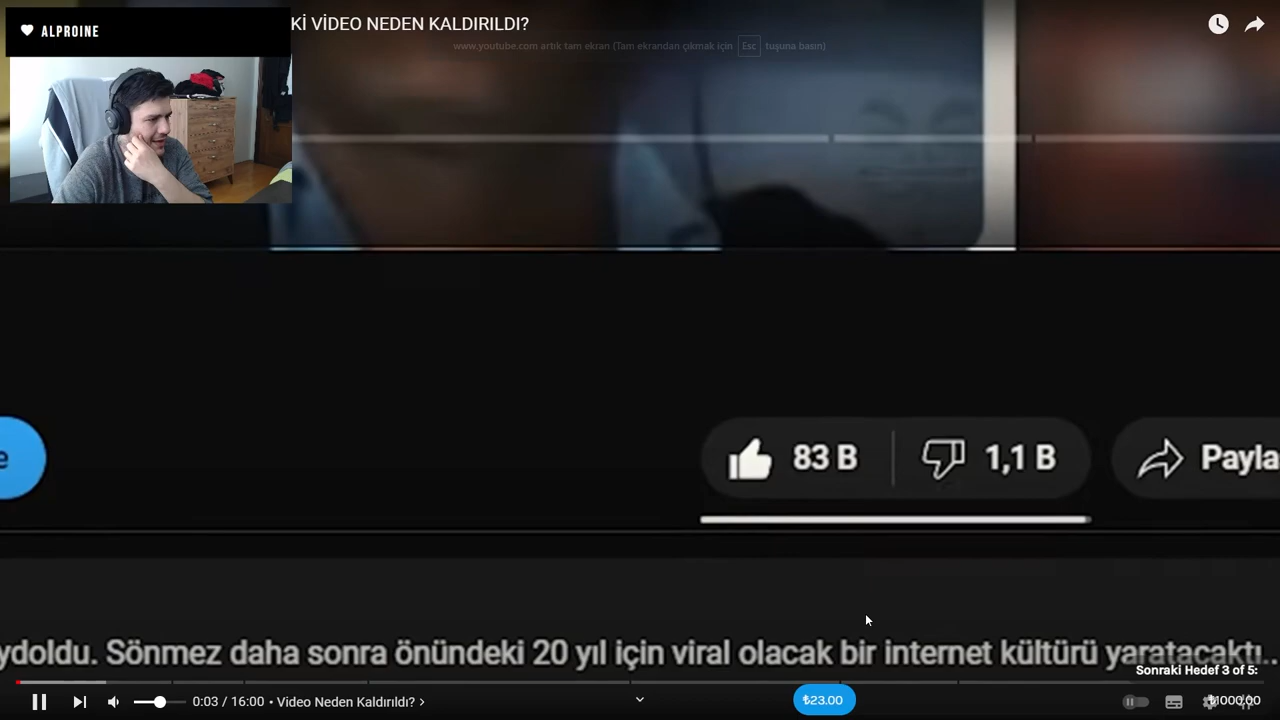 ALPROINE
Kİ VİDEO NEDEN KALDIRILDI?
www.youtube.com artık tam ekran (Tam ekrandan çıkmak için Esc tuşuna basın)
e
83 B
1,1 B
Payla
ydoldu. Sönmez daha sonra önündeki 20 yıl için viral olacak bir internet kültürü yaratacaktı..
Sonraki Hedef 3 of 5:
0:03 / 16:00 • Video Neden Kaldırıldı? >
₺23.00
₺1000.00